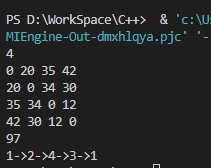 PS D:\WorkSpace\C++>  & 'c:\Us
MIEngine-Out-dmxhlqya.pjc' '-
4
0 20 35 42
20 0 34 30
35 34 0 12
42 30 12 0
97
1->2->4->3->1